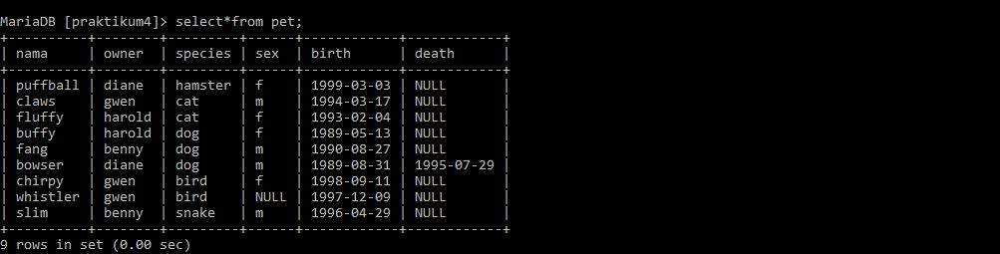 MariaDB [praktikum4]> select*from pet;
+----------+--------+---------+------+------------+------------+
| nama     | owner  | species | sex  | birth      | death      |
+----------+--------+---------+------+------------+------------+
| puffball | diane  | hamster | f    | 1999-03-03 | NULL       |
| claws    | gwen   | cat     | m    | 1994-03-17 | NULL       |
| fluffy   | harold | cat     | f    | 1993-02-04 | NULL       |
| buffy    | harold | dog     | f    | 1989-05-13 | NULL       |
| fang     | benny  | dog     | m    | 1990-08-27 | NULL       |
| bowser   | diane  | dog     | m    | 1989-08-31 | 1995-07-29 |
| chirpy   | gwen   | bird    | f    | 1998-09-11 | NULL       |
| whistler | gwen   | bird    | NULL | 1997-12-09 | NULL       |
| slim     | benny  | snake   | m    | 1996-04-29 | NULL       |
+----------+--------+---------+------+------------+------------+
9 rows in set (0.00 sec)